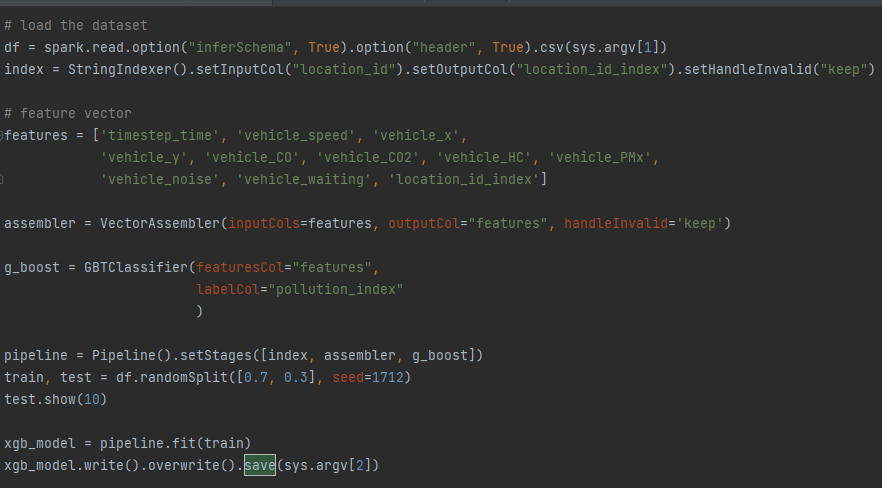 # load the dataset
df = spark.read.option("inferSchema", True).option("header", True).csv(sys.argv[1])
index = StringIndexer().setInputCol("location_id").setOutputCol("location_id_index").setHandleInvalid("keep")
# feature vector
features = ['timestep_time', 'vehicle_speed', 'vehicle_x',
'vehicle_y', 'vehicle_CO', 'vehicle_CO2', 'vehicle_HC', 'vehicle_PMx',
'vehicle_noise', 'vehicle_waiting', 'location_id_index']
assembler = VectorAssembler(inputCols=features, outputCol="features", handleInvalid='keep')
g_boost = GBTClassifier(featuresCol="features",
labelCol="pollution_index"
)
pipeline = Pipeline().setStages([index, assembler, g_boost])
train, test = df.randomSplit([0.7, 0.3], seed=1712)
test.show(10)
xgb_model = pipeline.fit(train)
xgb_model.write().overwrite().save(sys.argv[2])